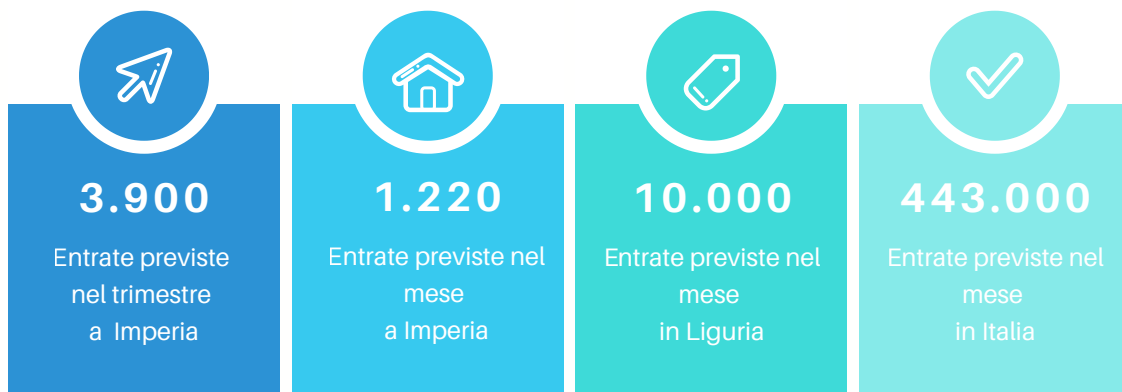 3.900
Entrate previste
nel trimestre
a Imperia
1.220
Entrate previste nel
mese
a Imperia
10.000
Entrate previste nel
mese
in Liguria
443.000
Entrate previste nel
mese
in Italia